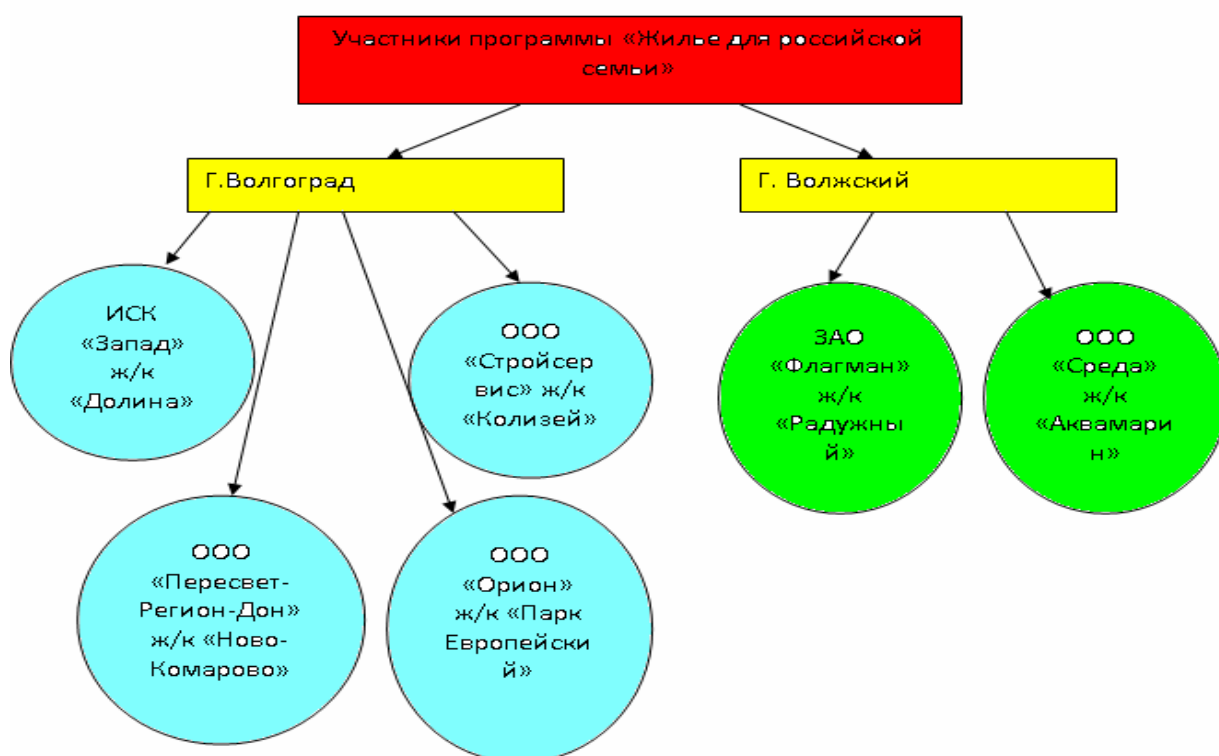 Участники программы «Жилье для российской
семьи»
Г.Волгоград
Г. Волжский
ИСК
«Запад»
ж/к
«Долина»
ООО
«Стройсер
вис» ж/к
«Колизей»
ЗАО
«Флагман»
ж/к
«Радужны
й»
ООО
«Среда»
ж/к
«Аквамари
н»
ООО
«Пересвет-
Регион-Дон»
ж/к «Ново-
Комарово»
ООО
«Орион»
ж/к «Парк
Европейски
й»